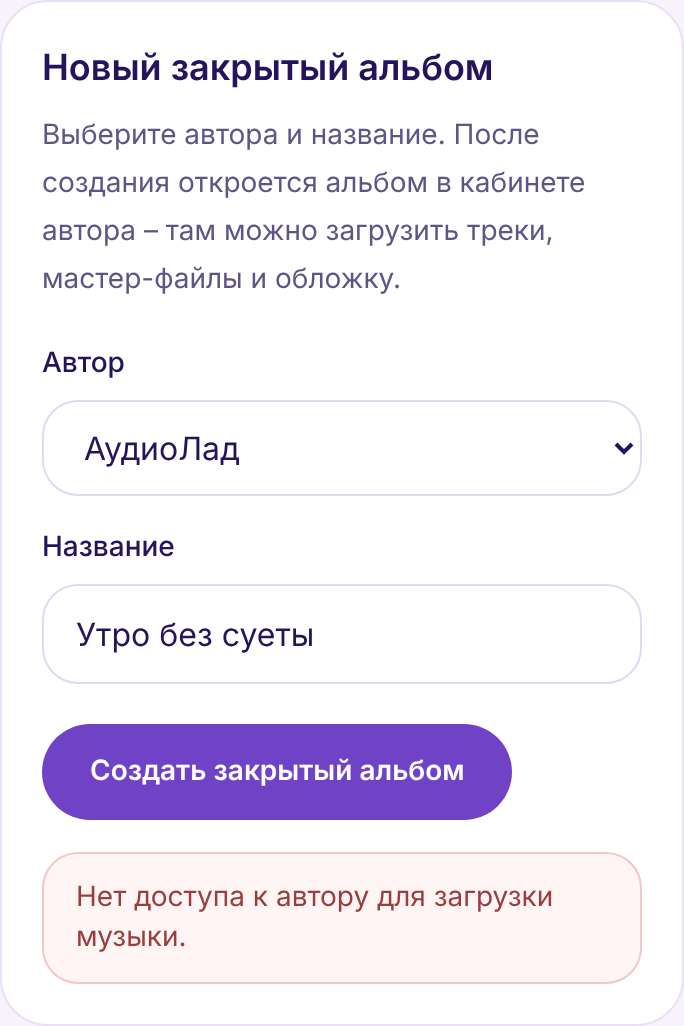 Новый закрытый альбом
Выберите автора и название. После
создания откроется альбом в кабинете
автора – там можно загрузить треки,
мастер-файлы и обложку.
Автор
АудиоЛад
Название
Утро без суеты
Создать закрытый альбом
Нет доступа к автору для загрузки
музыки.